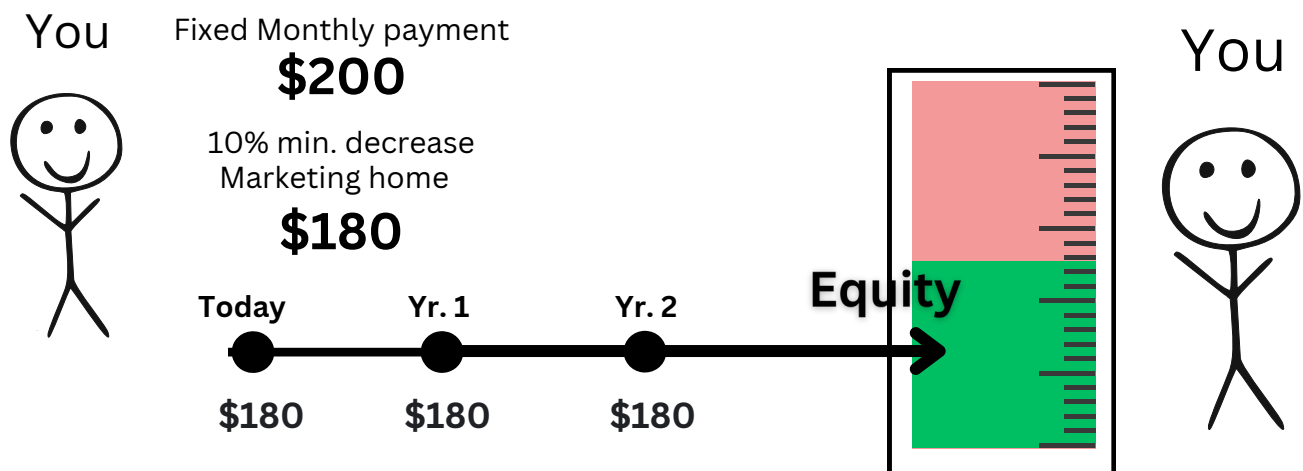 You
Fixed Monthly payment
$200
10% min. decrease
Marketing home
$180
You
Equity
Today
Yr. 1
Yr. 2
$180
$180
$180